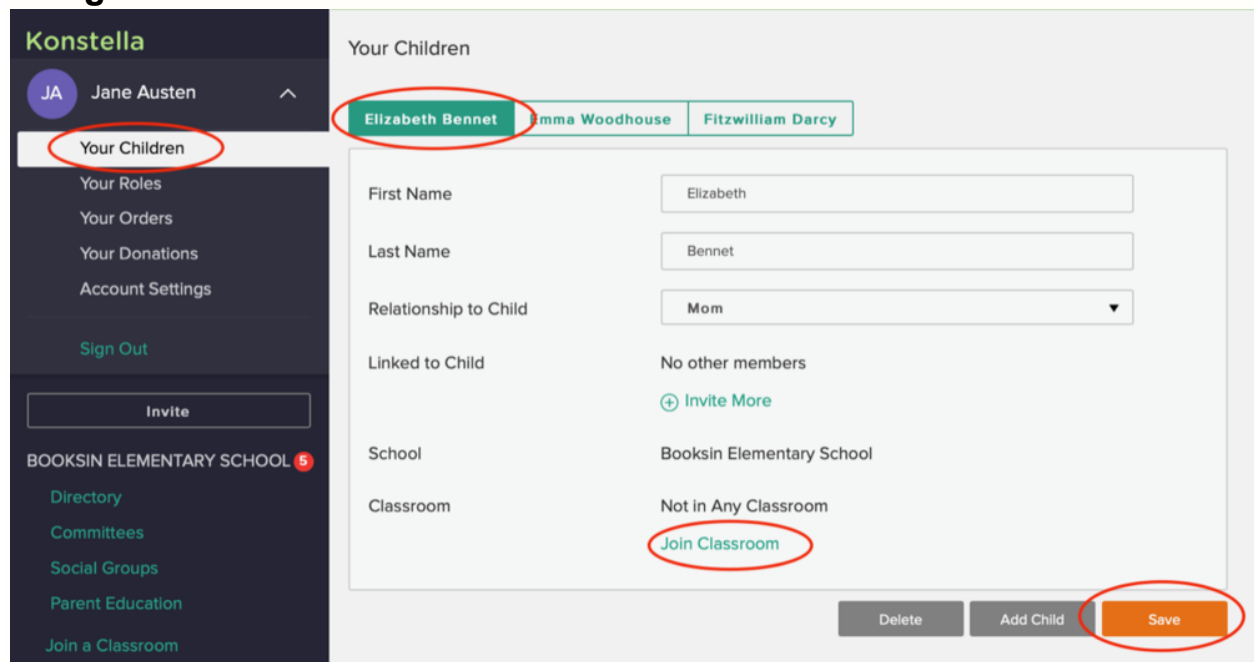 Konstella
JA Jane Austen
Your Children
Your Roles
Your Orders
Your Donations
Account Settings
Sign Out
Invite
BOOKSIN ELEMENTARY SCHOOL 5
Directory
Committees
Social Groups
Parent Education
Join a Classroom
Your Children
Elizabeth Bennet Emma Woodhouse Fitzwilliam Darcy
First Name Elizabeth
Last Name Bennet
Relationship to Child Mom
Linked to Child No other members
Invite More
School Booksin Elementary School
Classroom Not in Any Classroom
Join Classroom
Delete Add Child Save